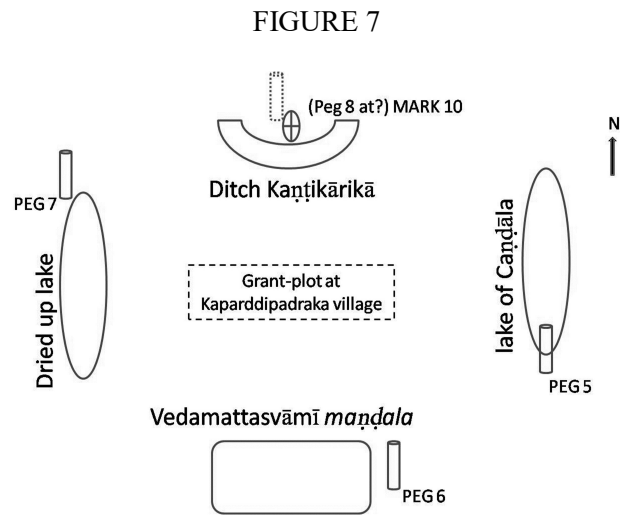 FIGURE 7
(Peg 8 at?) MARK 10
N
Ditch Kaṇṭikārikā
PEG 7
Dried up lake
Grant-plot at
Kaparddipadraka village
lake of Caṇḍāla
PEG 5
Vedamattasvāmī maṇḍala
PEG 6